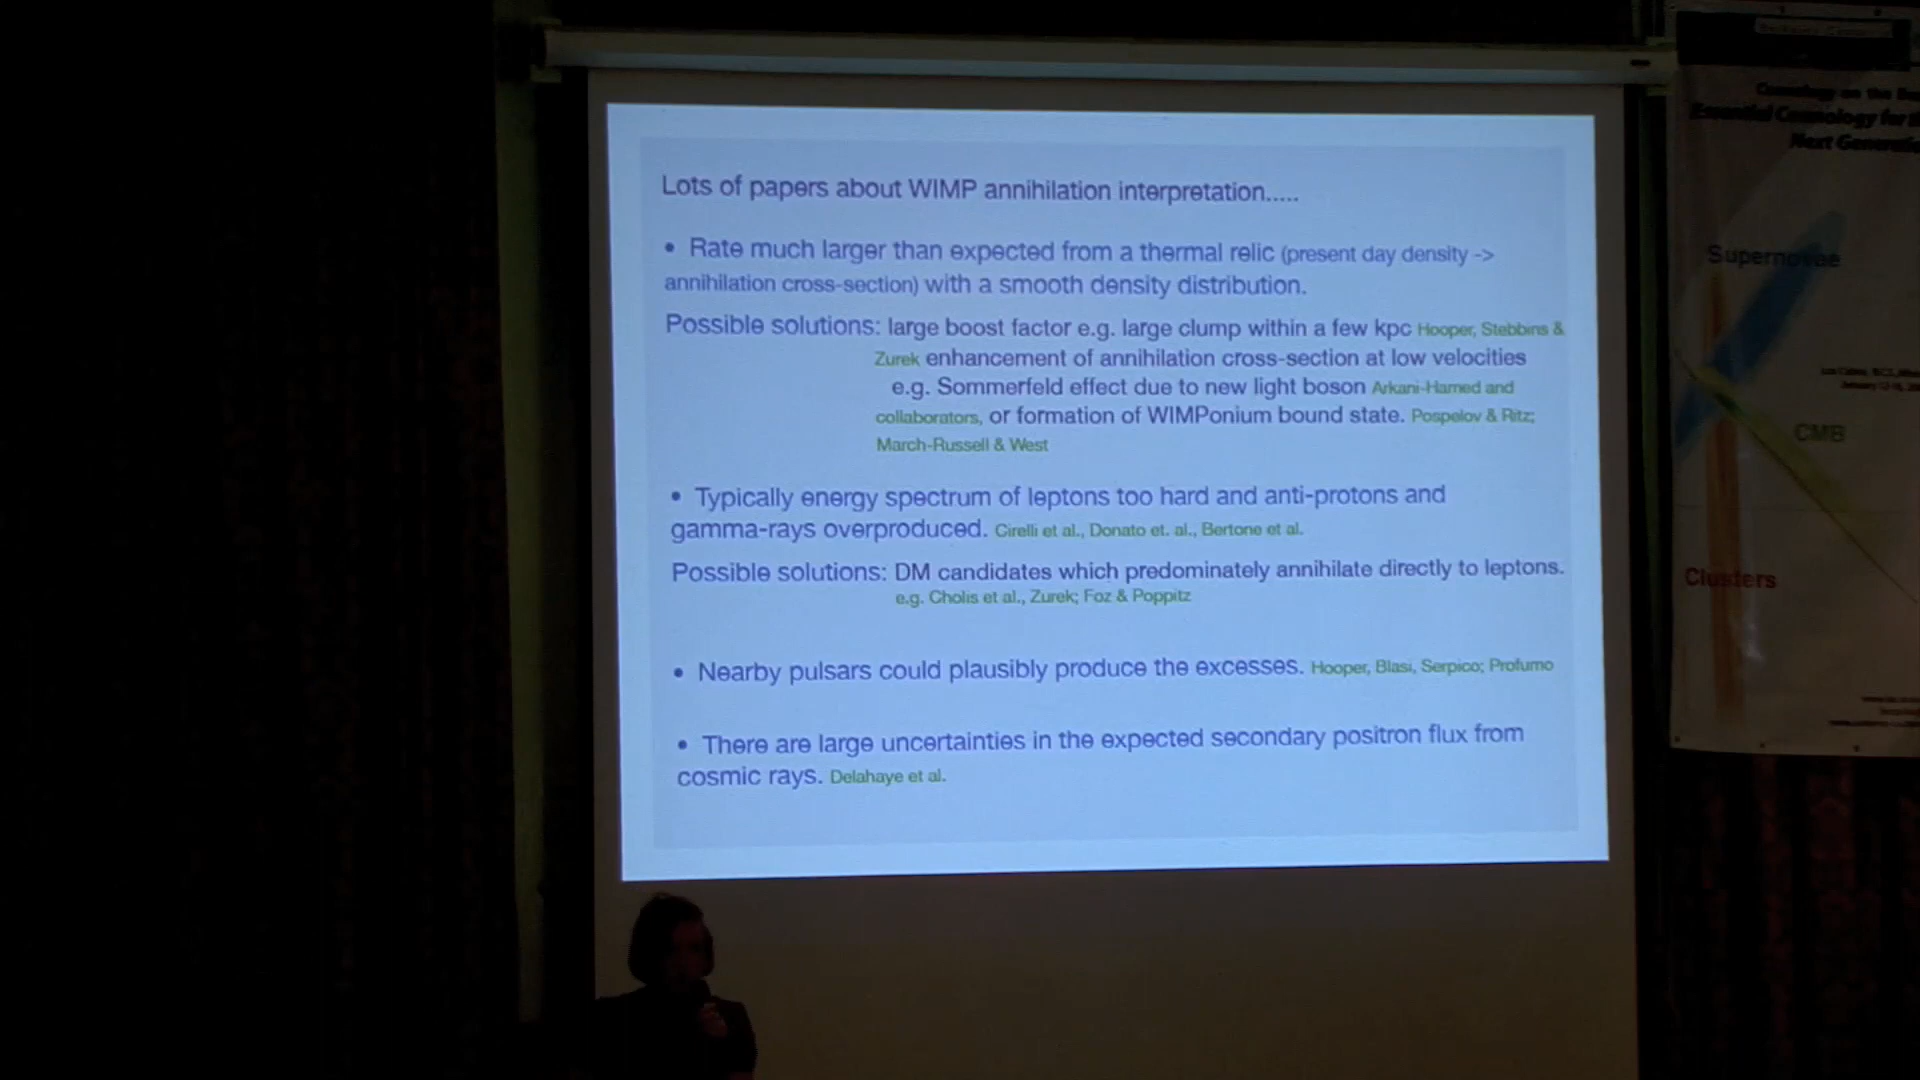 Lots of papers about WIMP annihilation interpretation.....
• Rate much larger than expected from a thermal relic (present day density ->
annihilation cross-section) with a smooth density distribution.
Possible solutions: large boost factor e.g. large clump within a few kpc Hooper, Stebbins &
Zurek enhancement of annihilation cross-section at low velocities
e.g. Sommerfeld effect due to new light boson Arkani-Hamed and
collaborators, or formation of WIMPonium bound state. Pospelov & Ritz;
March-Russell & West
• Typically energy spectrum of leptons too hard and anti-protons and
gamma-rays overproduced. Cirelli et al., Donato et. al., Bertone et al.
Possible solutions: DM candidates which predominately annihilate directly to leptons.
e.g. Cholis et al., Zurek; Foz & Poppitz
• Nearby pulsars could plausibly produce the excesses. Hooper, Blasi, Serpico; Profumo
• There are large uncertainties in the expected secondary positron flux from
cosmic rays. Delahaye et al.
Cosmology on the
Essential Cosmology for
Next
Supernovae
CMB
Clusters